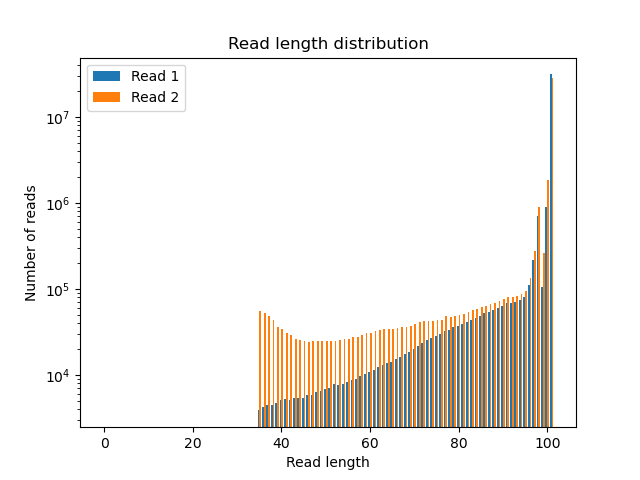 Read length distribution
Read 1
Read 2
Number of reads
10^7
10^6
10^5
10^4
0 20 40 60 80 100
Read length